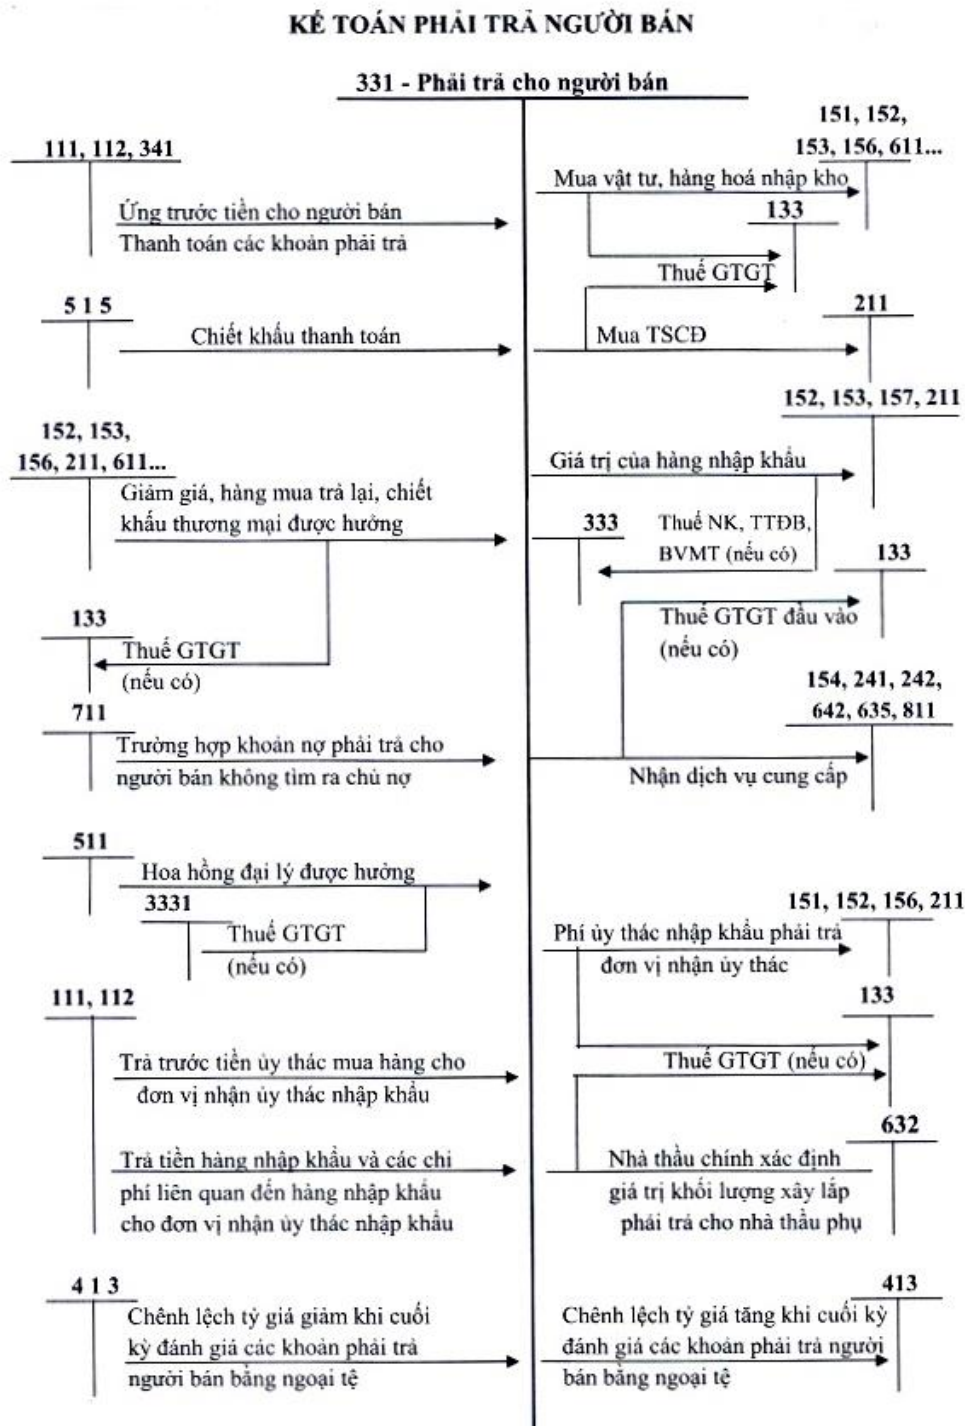 KẾ TOÁN PHẢI TRẢ NGƯỜI BÁN
331 - Phải trả cho người bán
111, 112, 341
Ứng trước tiền cho người bán
Thanh toán các khoản phải trả
515
Chiết khấu thanh toán
152, 153,
156, 211, 611...
Giảm giá, hàng mua trả lại, chiết
khấu thương mại được hưởng
133
Thuế GTGT
(nếu có)
711
Trường hợp khoản nợ phải trả cho
người bán không tìm ra chủ nợ
511
Hoa hồng đại lý được hưởng
3331
Thuế GTGT
(nếu có)
111, 112
Trả trước tiền ủy thác mua hàng cho
đơn vị nhận ủy thác nhập khẩu
Trả tiền hàng nhập khẩu và các chi
phí liên quan đến hàng nhập khẩu
cho đơn vị nhận ủy thác nhập khẩu
413
Chênh lệch tỷ giá giảm khi cuối
kỳ đánh giá các khoản phải trả
người bán bằng ngoại tệ
151, 152,
153, 156, 611...
Mua vật tư, hàng hoá nhập kho
133
Thuế GTGT
211
Mua TSCĐ
152, 153, 157, 211
Giá trị của hàng nhập khẩu
333
Thuế NK, TTĐB,
BVMT (nếu có)
133
Thuế GTGT đầu vào
(nếu có)
154, 241, 242,
642, 635, 811
Nhận dịch vụ cung cấp
151, 152, 156, 211
Phí ủy thác nhập khẩu phải trả
đơn vị nhận ủy thác
133
Thuế GTGT (nếu có)
632
Nhà thầu chính xác định
giá trị khối lượng xây lắp
phải trả cho nhà thầu phụ
413
Chênh lệch tỷ giá tăng khi cuối kỳ
đánh giá các khoản phải trả người
bán bằng ngoại tệ